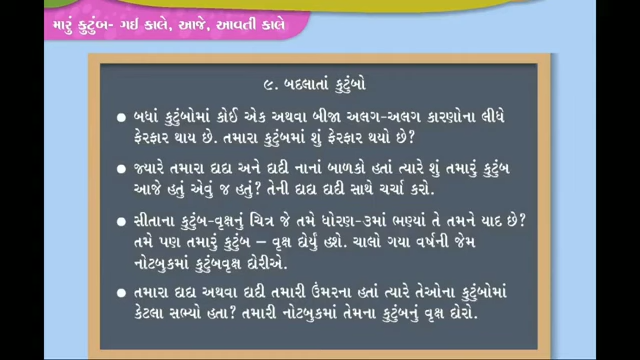 મારું કુટુંબ- ગઈ કાલે, આજે, આવતી કાલે
૯. બદલાતાં કુટુંબો
● બધાં કુટુંબોમાં કોઈ એક અથવા બીજા અલગ-અલગ કારણોના લીધે
ફેરફાર થાય છે. તમારા કુટુંબમાં શું ફેરફાર થયો છે?
● જ્યારે તમારા દાદા અને દાદી નાનાં બાળકો હતાં ત્યારે શું તમારું કુટુંબ
આજે હતું એવું જ હતું? તેની દાદા દાદી સાથે ચર્ચા કરો.
● સીતાના કુટુંબ-વૃક્ષનું ચિત્ર જે તમે ધોરણ-૩માં ભણ્યાં તે તમને યાદ છે?
તમે પણ તમારું કુટુંબ – વૃક્ષ દોર્યું હશે. ચાલો ગયા વર્ષની જેમ
નોટબુકમાં કુટુંબવૃક્ષ દોરીએ.
● તમારા દાદા અથવા દાદી તમારી ઉંમરના હતાં ત્યારે તેઓના કુટુંબોમાં
કેટલા સભ્યો હતા? તમારી નોટબુકમાં તેમના કુટુંબનું વૃક્ષ દોરો.